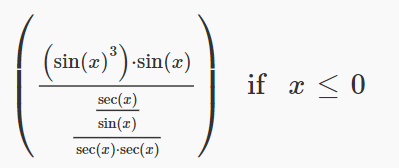 ( (sin(x)³)·sin(x) / ( (sec(x) / sin(x)) / (sec(x)·sec(x)) ) ) if x ≤ 0